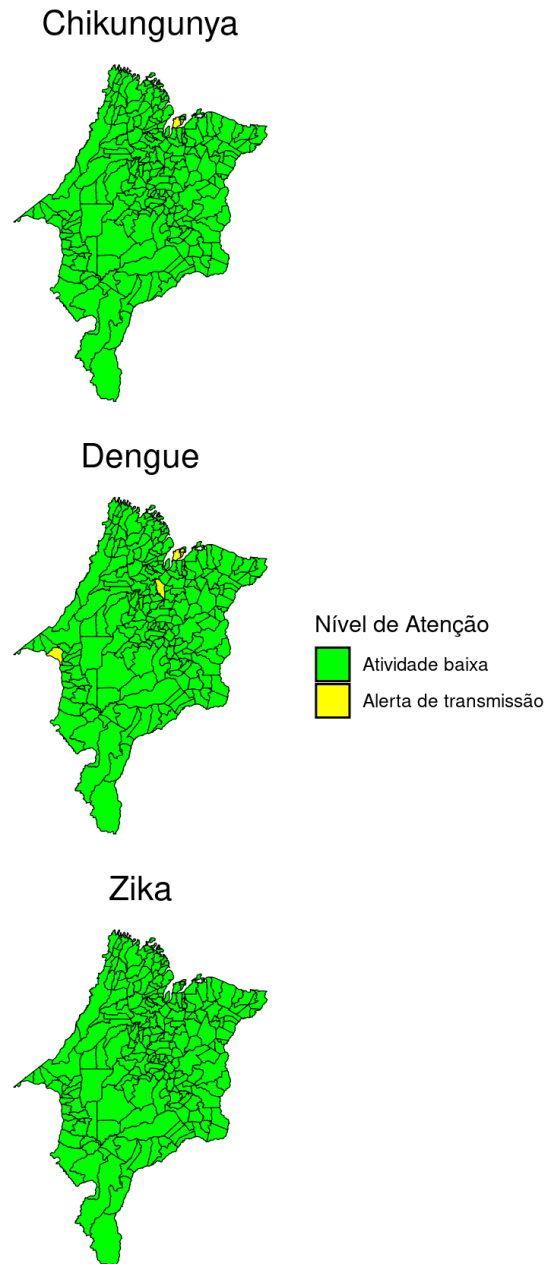 Chikungunya
Dengue
Nível de Atenção
Atividade baixa
Alerta de transmissão
Zika